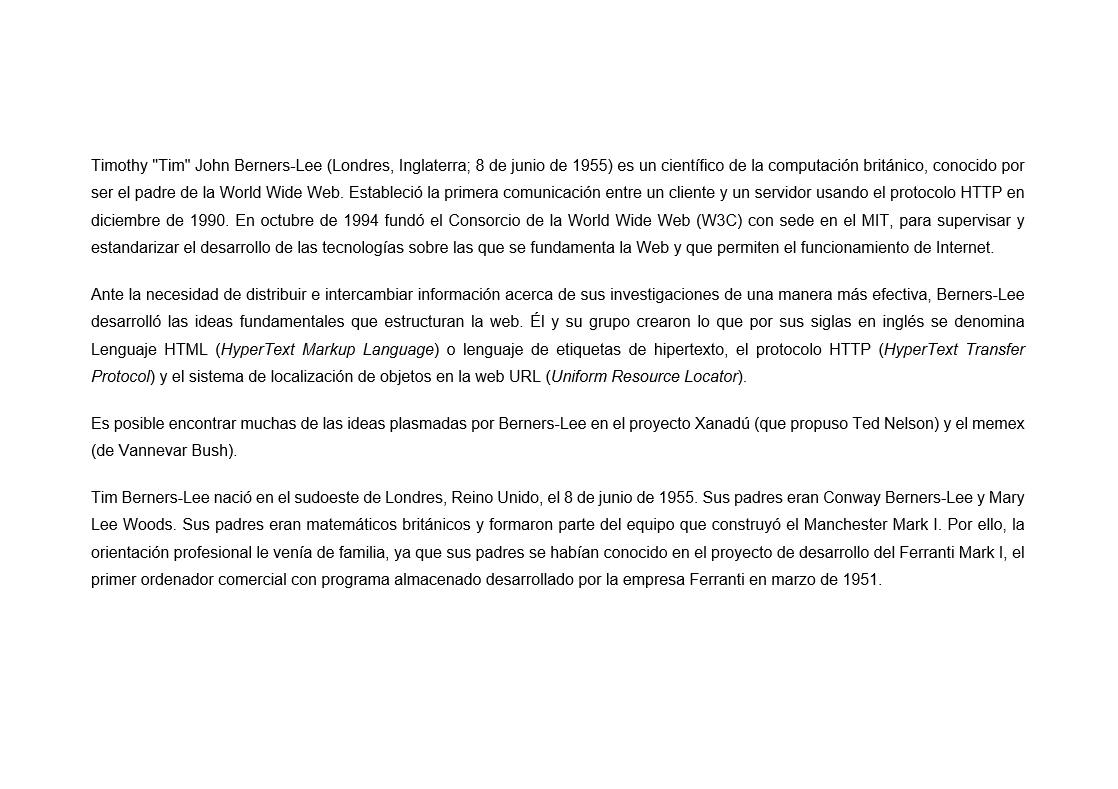 Timothy "Tim" John Berners-Lee (Londres, Inglaterra; 8 de junio de 1955) es un científico de la computación británico, conocido por
ser el padre de la World Wide Web. Estableció la primera comunicación entre un cliente y un servidor usando el protocolo HTTP en
diciembre de 1990. En octubre de 1994 fundó el Consorcio de la World Wide Web (W3C) con sede en el MIT, para supervisar y
estandarizar el desarrollo de las tecnologías sobre las que se fundamenta la Web y que permiten el funcionamiento de Internet.
Ante la necesidad de distribuir e intercambiar información acerca de sus investigaciones de una manera más efectiva, Berners-Lee
desarrolló las ideas fundamentales que estructuran la web. Él y su grupo crearon lo que por sus siglas en inglés se denomina
Lenguaje HTML (HyperText Markup Language) o lenguaje de etiquetas de hipertexto, el protocolo HTTP (HyperText Transfer
Protocol) y el sistema de localización de objetos en la web URL (Uniform Resource Locator).
Es posible encontrar muchas de las ideas plasmadas por Berners-Lee en el proyecto Xanadú (que propuso Ted Nelson) y el memex
(de Vannevar Bush).
Tim Berners-Lee nació en el sudoeste de Londres, Reino Unido, el 8 de junio de 1955. Sus padres eran Conway Berners-Lee y Mary
Lee Woods. Sus padres eran matemáticos británicos y formaron parte del equipo que construyó el Manchester Mark I. Por ello, la
orientación profesional le venía de familia, ya que sus padres se habían conocido en el proyecto de desarrollo del Ferranti Mark I, el
primer ordenador comercial con programa almacenado desarrollado por la empresa Ferranti en marzo de 1951.